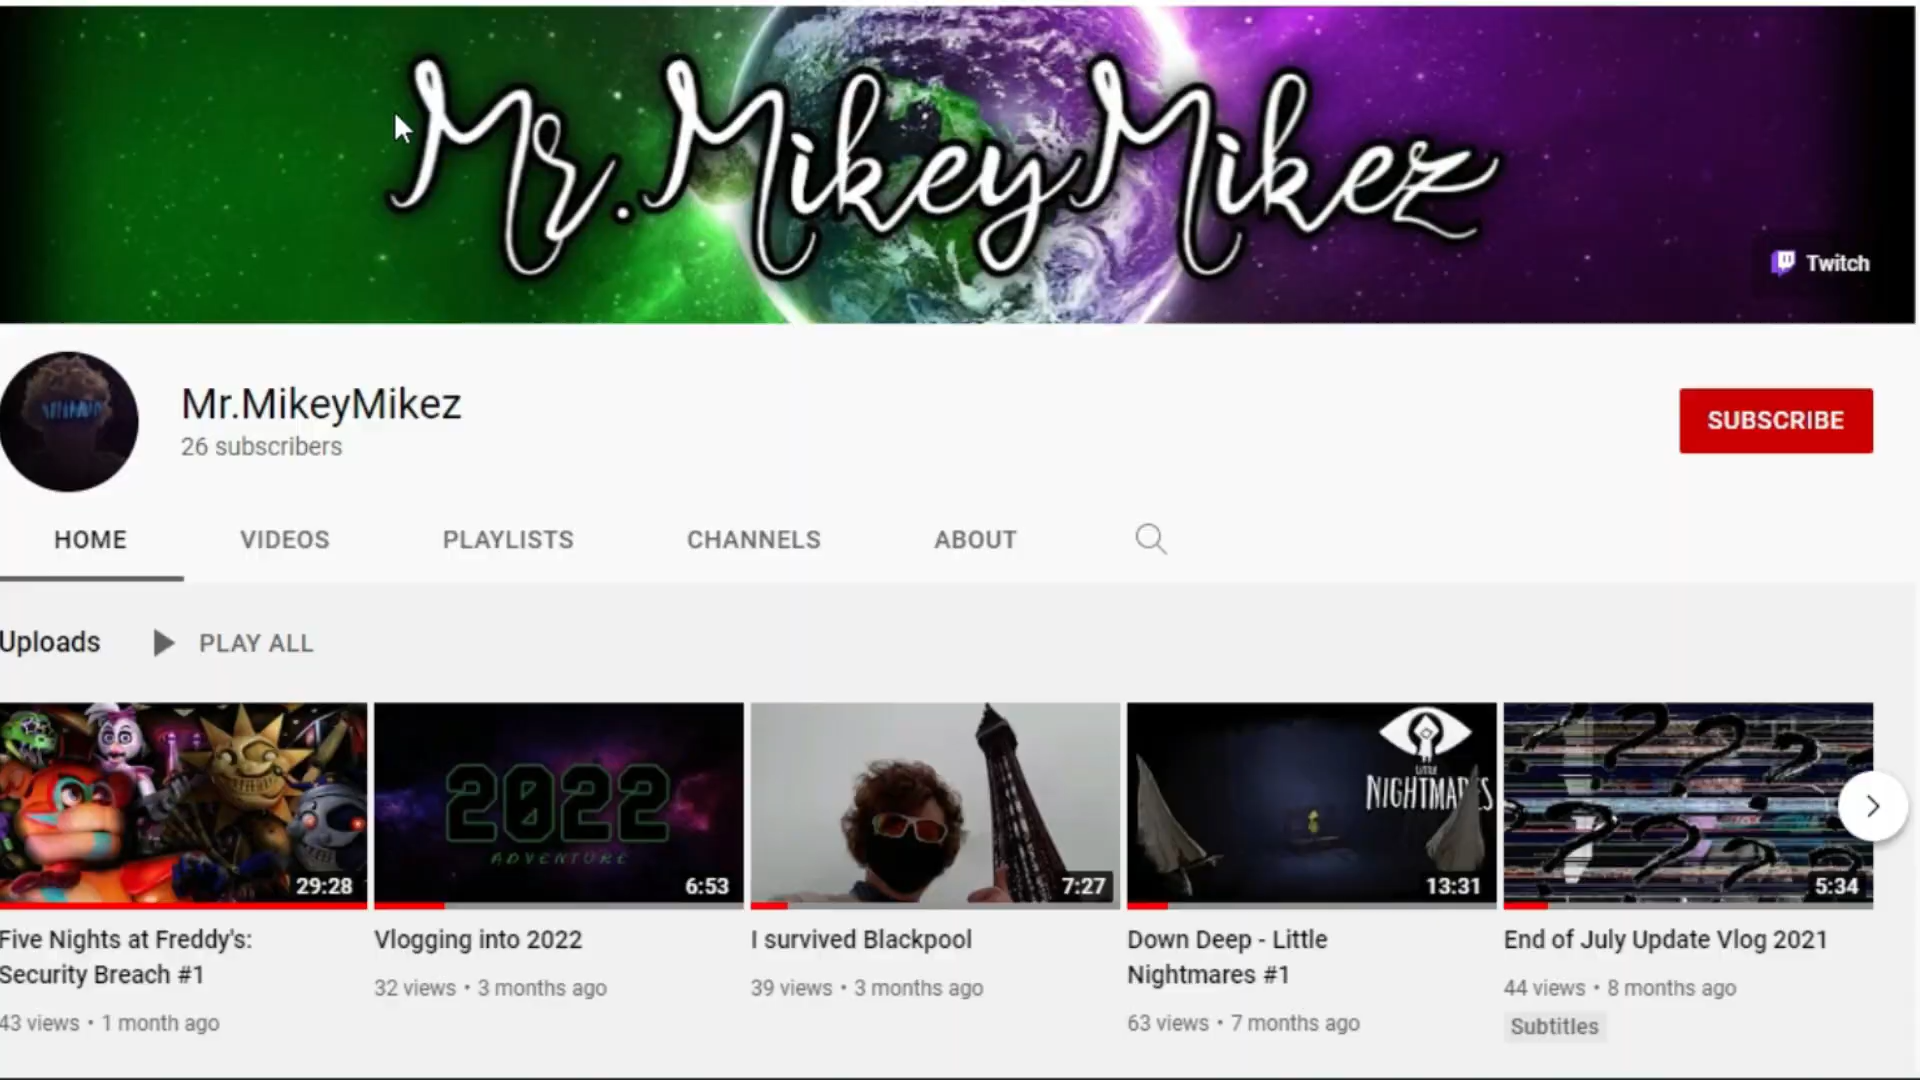 Mr.MikeyMikez
Twitch
Mr.MikeyMikez
26 subscribers
SUBSCRIBE
HOME VIDEOS PLAYLISTS CHANNELS ABOUT
Uploads PLAY ALL
29:28
2022
ADVENTURE
6:53
7:27
LITTLE
NIGHTMARES
13:31
? ? ? ?
? ? ? ?
5:34
Five Nights at Freddy's:
Security Breach #1
43 views • 1 month ago
Vlogging into 2022
32 views • 3 months ago
I survived Blackpool
39 views • 3 months ago
Down Deep - Little
Nightmares #1
63 views • 7 months ago
End of July Update Vlog 2021
44 views • 8 months ago
Subtitles